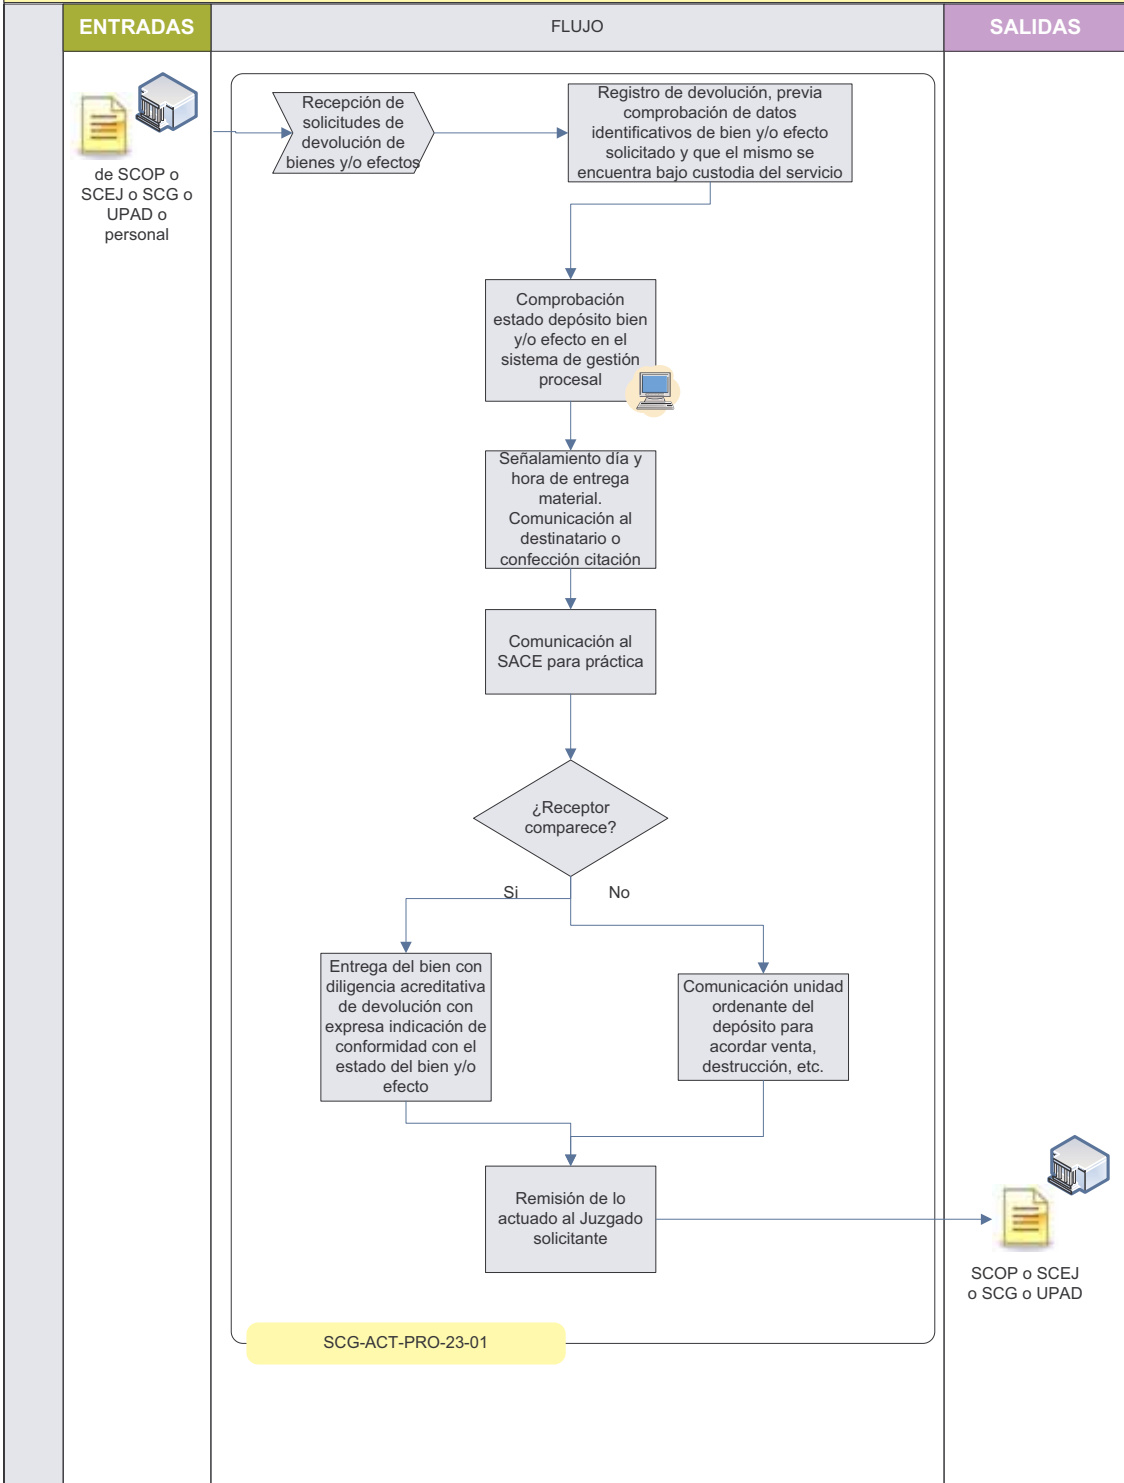 ENTRADAS
FLUJO
SALIDAS
de SCOP o
SCEJ o SCG o
UPAD o
personal
Recepción de
solicitudes de
devolución de
bienes y/o efectos
Registro de devolución, previa
comprobación de datos
identificativos de bien y/o efecto
solicitado y que el mismo se
encuentra bajo custodia del servicio
Comprobación
estado depósito bien
y/o efecto en el
sistema de gestión
procesal
Señalamiento día y
hora de entrega
material.
Comunicación al
destinatario o
confección citación
Comunicación al
SACE para práctica
¿Receptor
comparece?
Si
No
Entrega del bien con
diligencia acreditativa
de devolución con
expresa indicación de
conformidad con el
estado del bien y/o
efecto
Comunicación unidad
ordenante del
depósito para
acordar venta,
destrucción, etc.
Remisión de lo
actuado al Juzgado
solicitante
SCOP o SCEJ
o SCG o UPAD
SCG-ACT-PRO-23-01